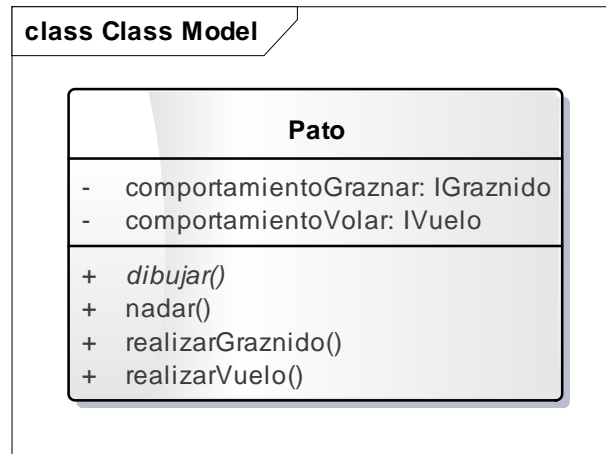 class Class Model
Pato
- comportamientoGraznar: IGraznido
- comportamientoVolar: IVuelo
+ dibujar()
+ nadar()
+ realizarGraznido()
+ realizarVuelo()